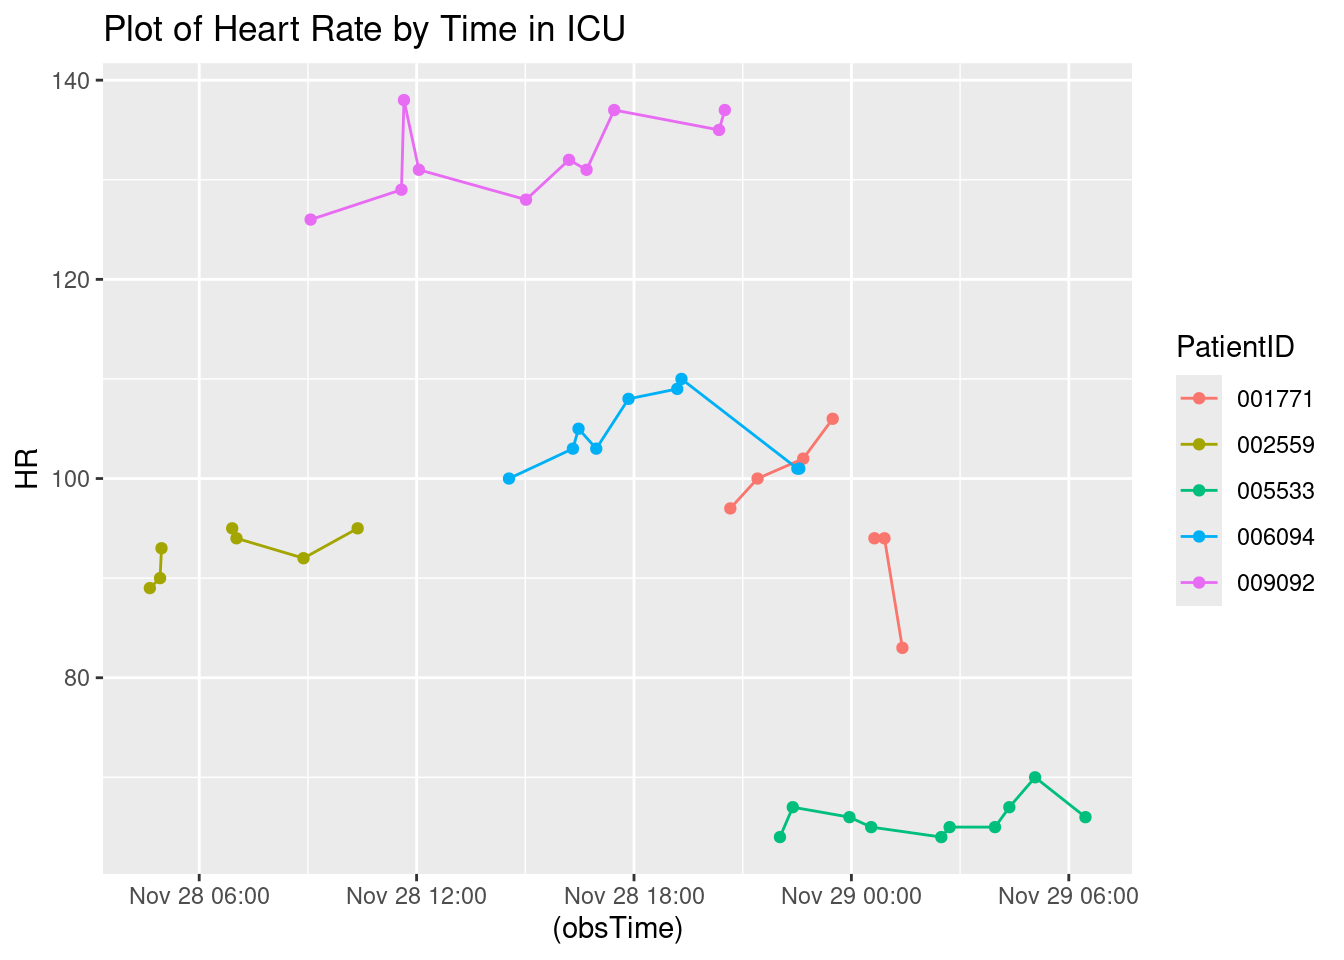 Plot of Heart Rate by Time in ICU
140
120
100
80
HR
Nov 28 06:00
Nov 28 12:00
Nov 28 18:00
Nov 29 00:00
Nov 29 06:00
(obsTime)
PatientID
001771
002559
005533
006094
009092